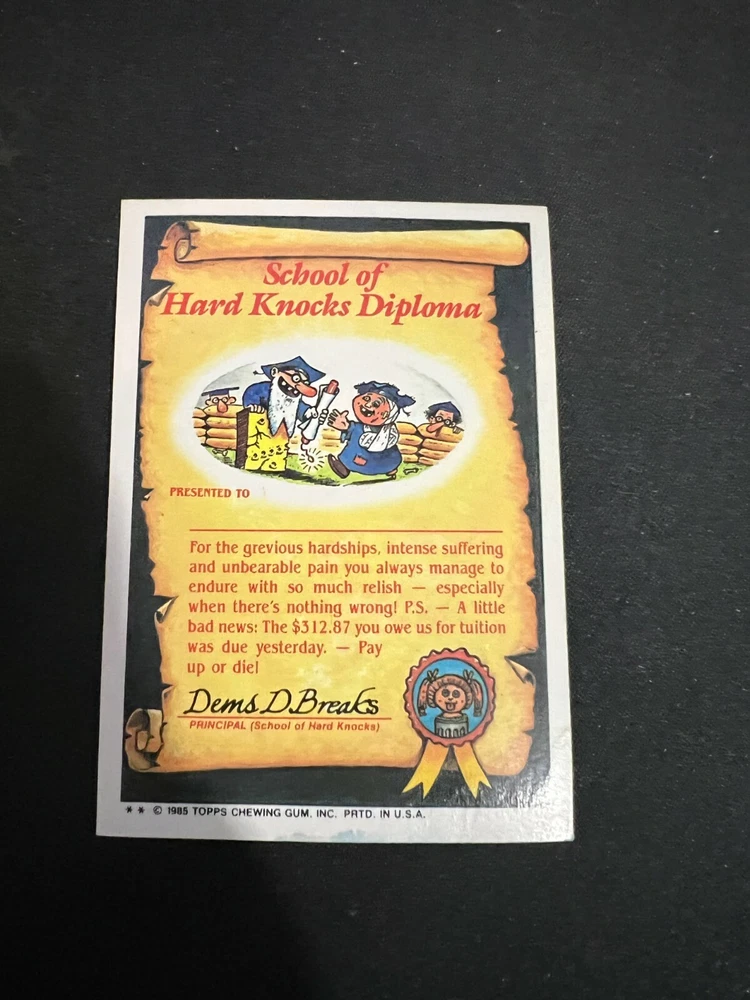 School of
Hard Knocks Diploma
PRESENTED TO
For the grevious hardships, intense suffering
and unbearable pain you always manage to
endure with so much relish — especially
when there's nothing wrong! P.S. — A little
bad news: The $312.87 you owe us for tuition
was due yesterday. — Pay
up or die!
Dems D. Breaks
PRINCIPAL (School of Hard Knocks)
** © 1985 TOPPS CHEWING GUM, INC. PRTD. IN U.S.A.